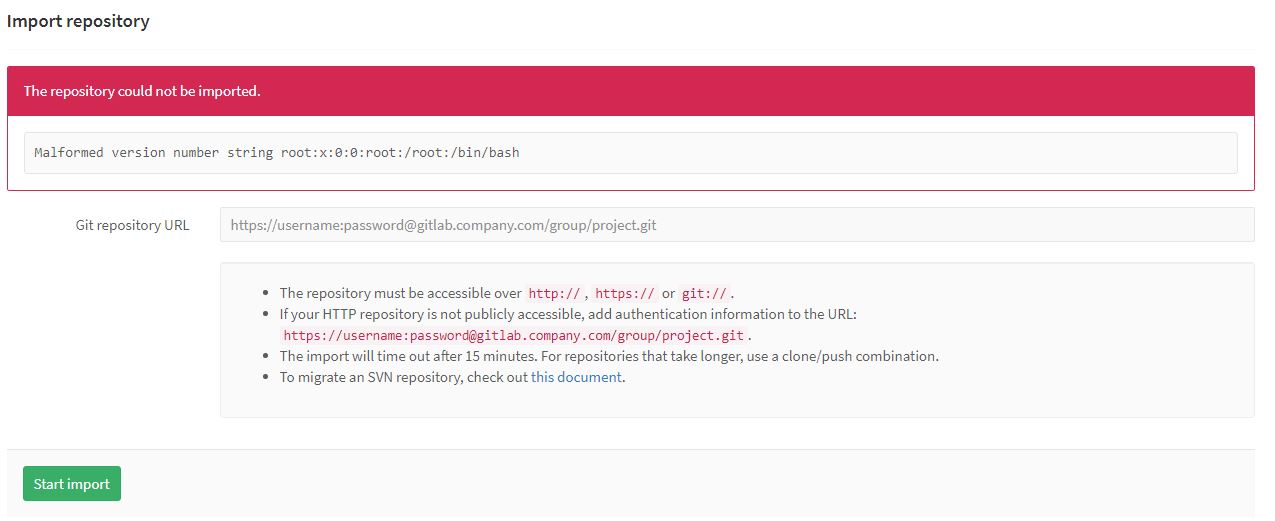 Import repository
The repository could not be imported.
Malformed version number string root:x:0:0:root:/root:/bin/bash
Git repository URL
https://username:password@gitlab.company.com/group/project.git
The repository must be accessible over http://, https:// or git://.
If your HTTP repository is not publicly accessible, add authentication information to the URL:
https://username:password@gitlab.company.com/group/project.git.
The import will time out after 15 minutes. For repositories that take longer, use a clone/push combination.
To migrate an SVN repository, check out this document.
Start import